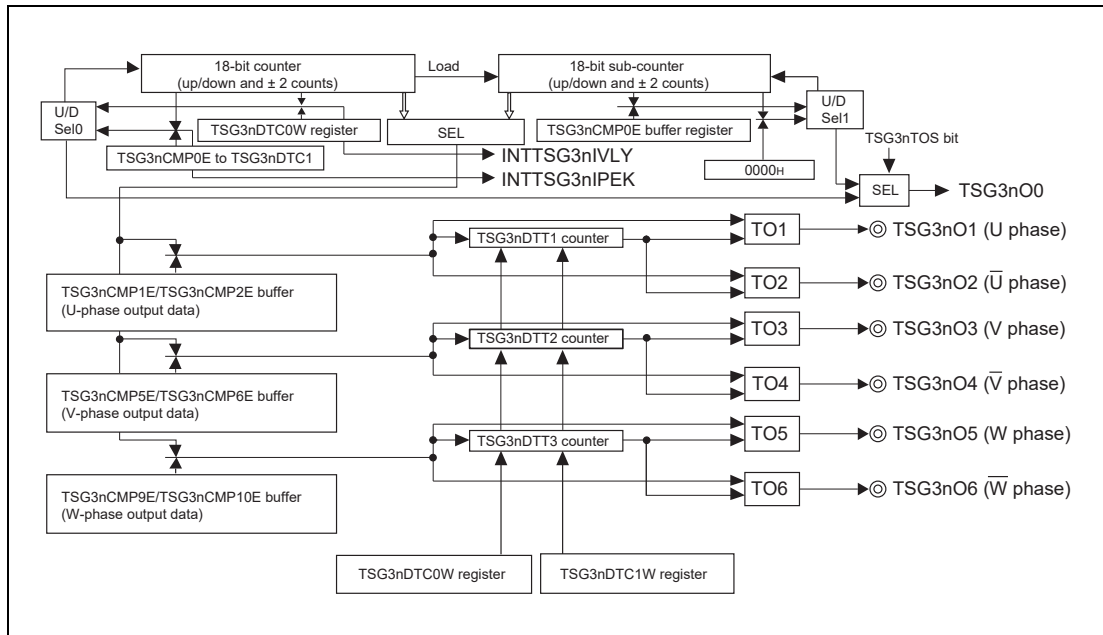 18-bit counter
(up/down and ± 2 counts)
Load
18-bit sub-counter
(up/down and ± 2 counts)
U/D
Sel0
U/D
Sel1
TSG3nDTC0W register
SEL
TSG3nCMP0E buffer register
TSG3nTOS bit
TSG3nCMP0E to TSG3nDTC1
INTTSG3nIVLY
0000H
INTTSG3nIPEK
SEL
TSG3nO0
TSG3nDTT1 counter
TO1
TSG3nO1 (U phase)
TSG3nCMP1E/TSG3nCMP2E buffer
(U-phase output data)
TO2
TSG3nO2 (U̅ phase)
TSG3nDTT2 counter
TO3
TSG3nO3 (V phase)
TSG3nCMP5E/TSG3nCMP6E buffer
(V-phase output data)
TO4
TSG3nO4 (V̅ phase)
TSG3nDTT3 counter
TO5
TSG3nO5 (W phase)
TSG3nCMP9E/TSG3nCMP10E buffer
(W-phase output data)
TO6
TSG3nO6 (W̅ phase)
TSG3nDTC0W register
TSG3nDTC1W register